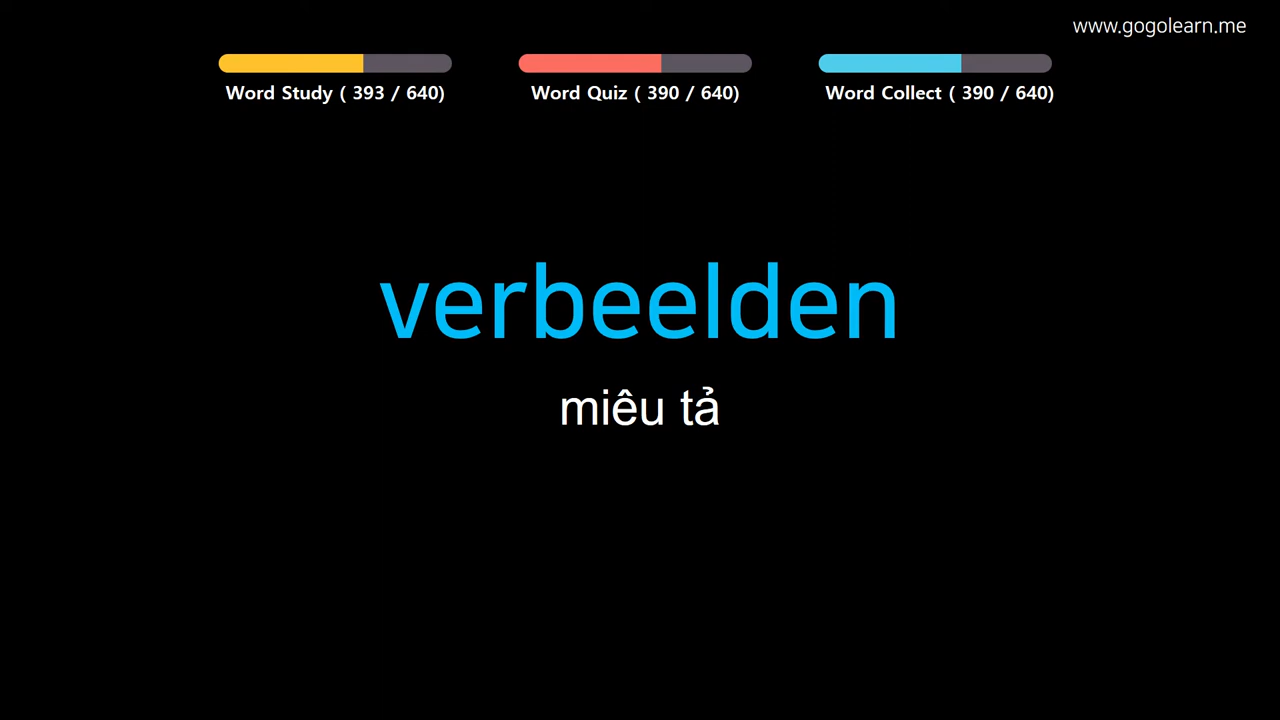 www.gogolearn.me
Word Study ( 393 / 640)
Word Quiz ( 390 / 640)
Word Collect ( 390 / 640)
verbeelden
miêu tả